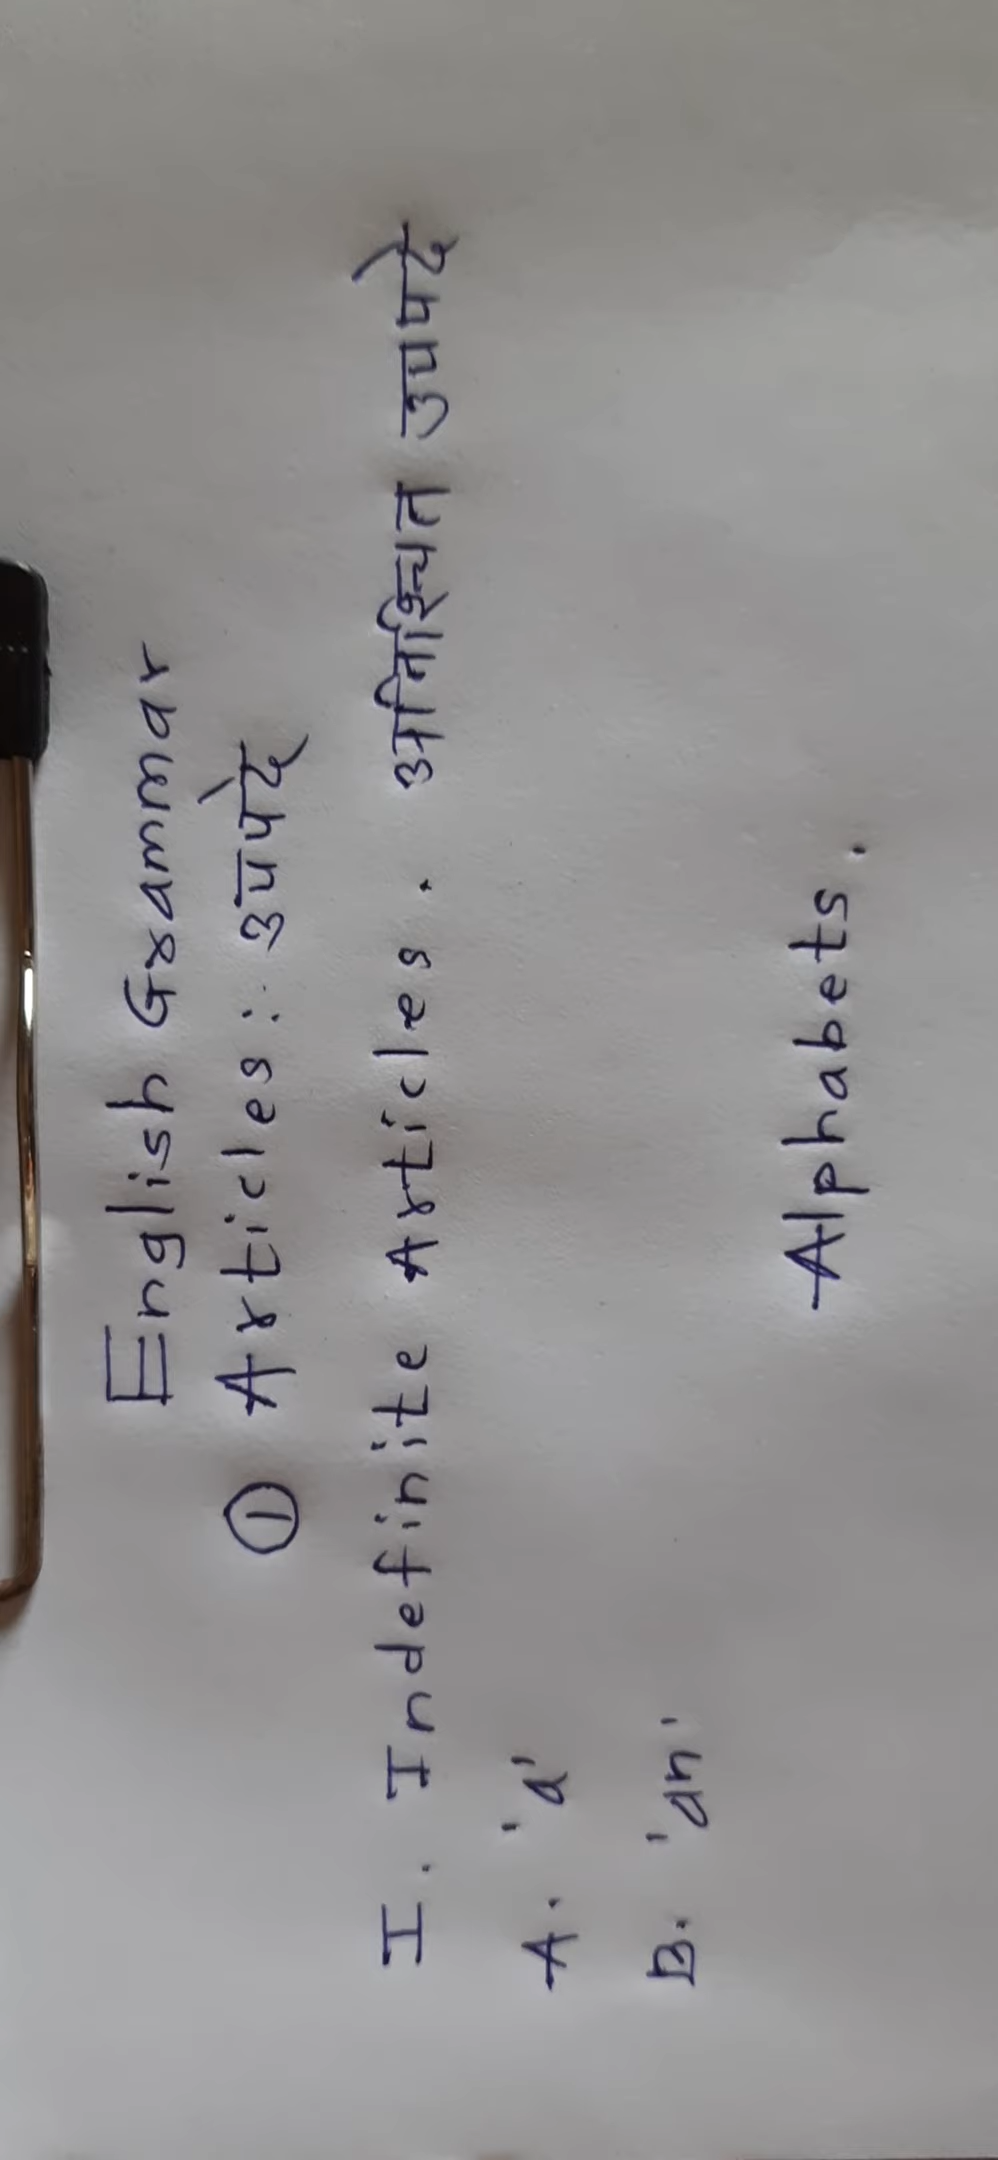 English Grammar
① Articles: उपपदे
I. Indefinite Articles. अनिश्चित उपपदे
A. 'a'
B. 'an'
Alphabets.